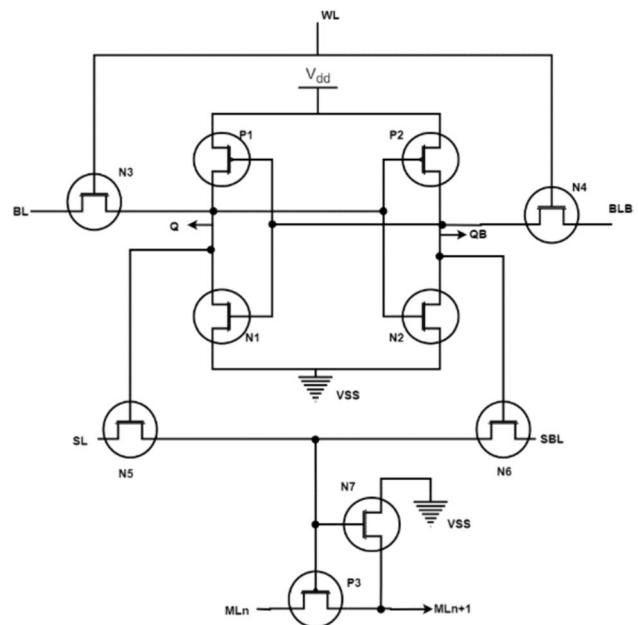 WL
Vdd
P1
P2
N3
N4
BL
BLB
Q
QB
N1
N2
VSS
SL
SBL
N5
N6
N7
VSS
P3
MLn
MLn+1